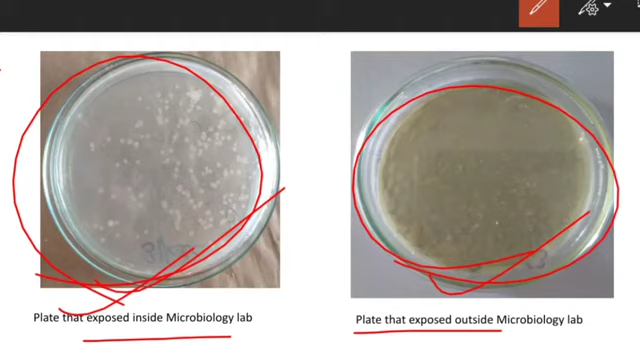 Plate that exposed inside Microbiology lab
Plate that exposed outside Microbiology lab